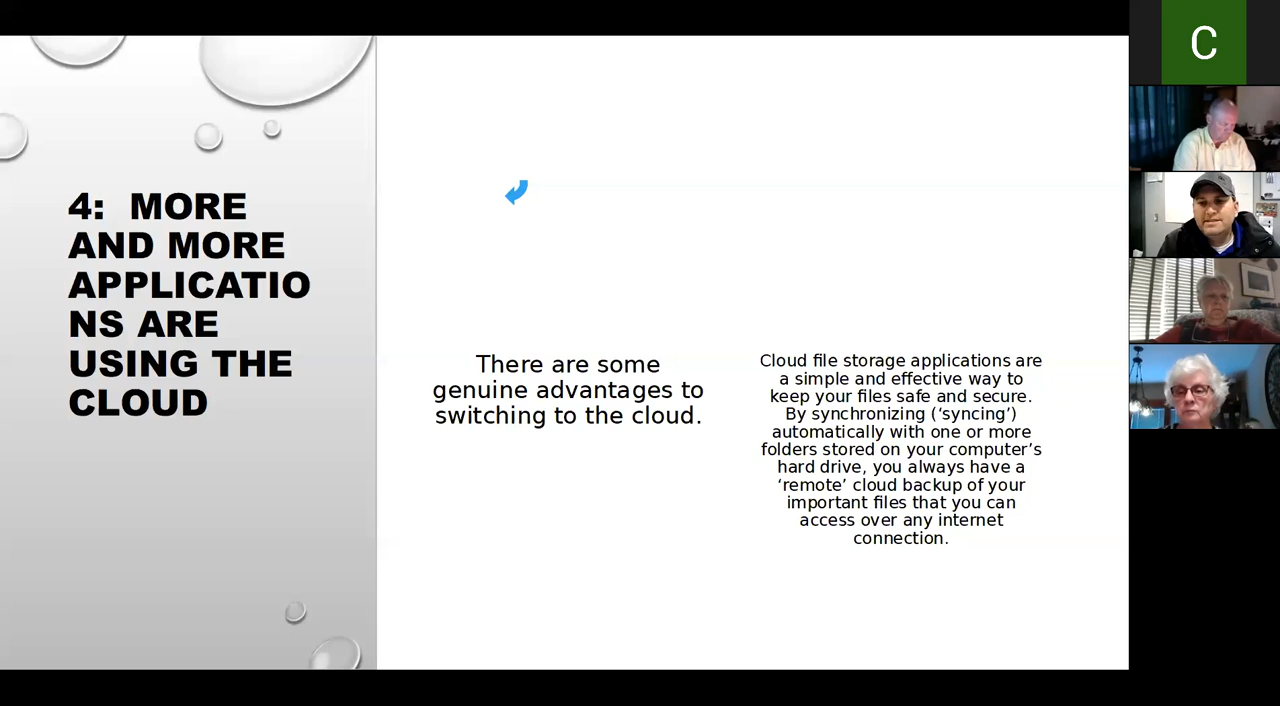 4: MORE
AND MORE
APPLICATIO
NS ARE
USING THE
CLOUD
There are some
genuine advantages to
switching to the cloud.
Cloud file storage applications are
a simple and effective way to
keep your files safe and secure.
By synchronizing (‘syncing’)
automatically with one or more
folders stored on your computer’s
hard drive, you always have a
‘remote’ cloud backup of your
important files that you can
access over any internet
connection.
C